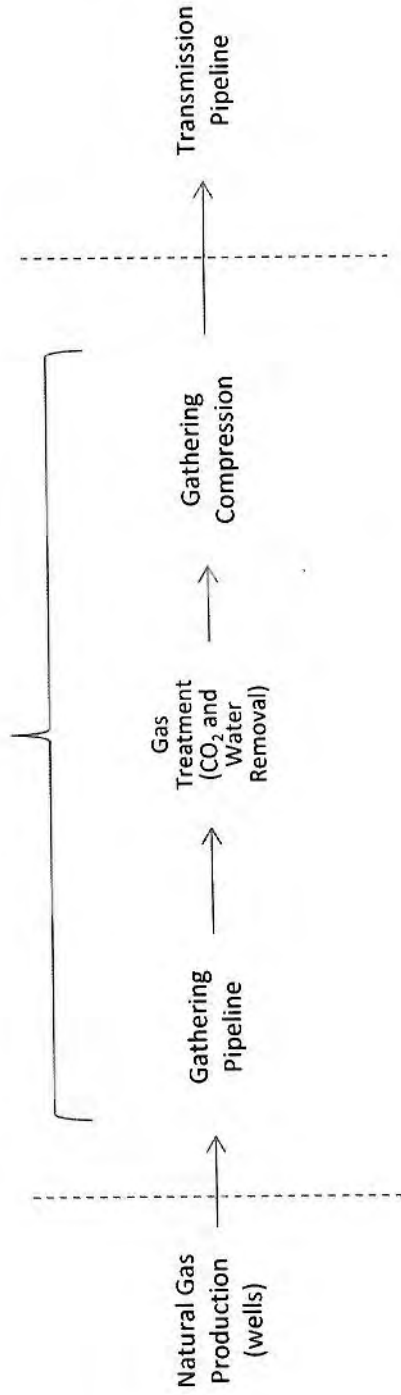 Natural Gas
Production
(wells)
Gathering
Pipeline
Gas
Treatment
(CO₂ and
Water
Removal)
Gathering
Compression
Transmission
Pipeline